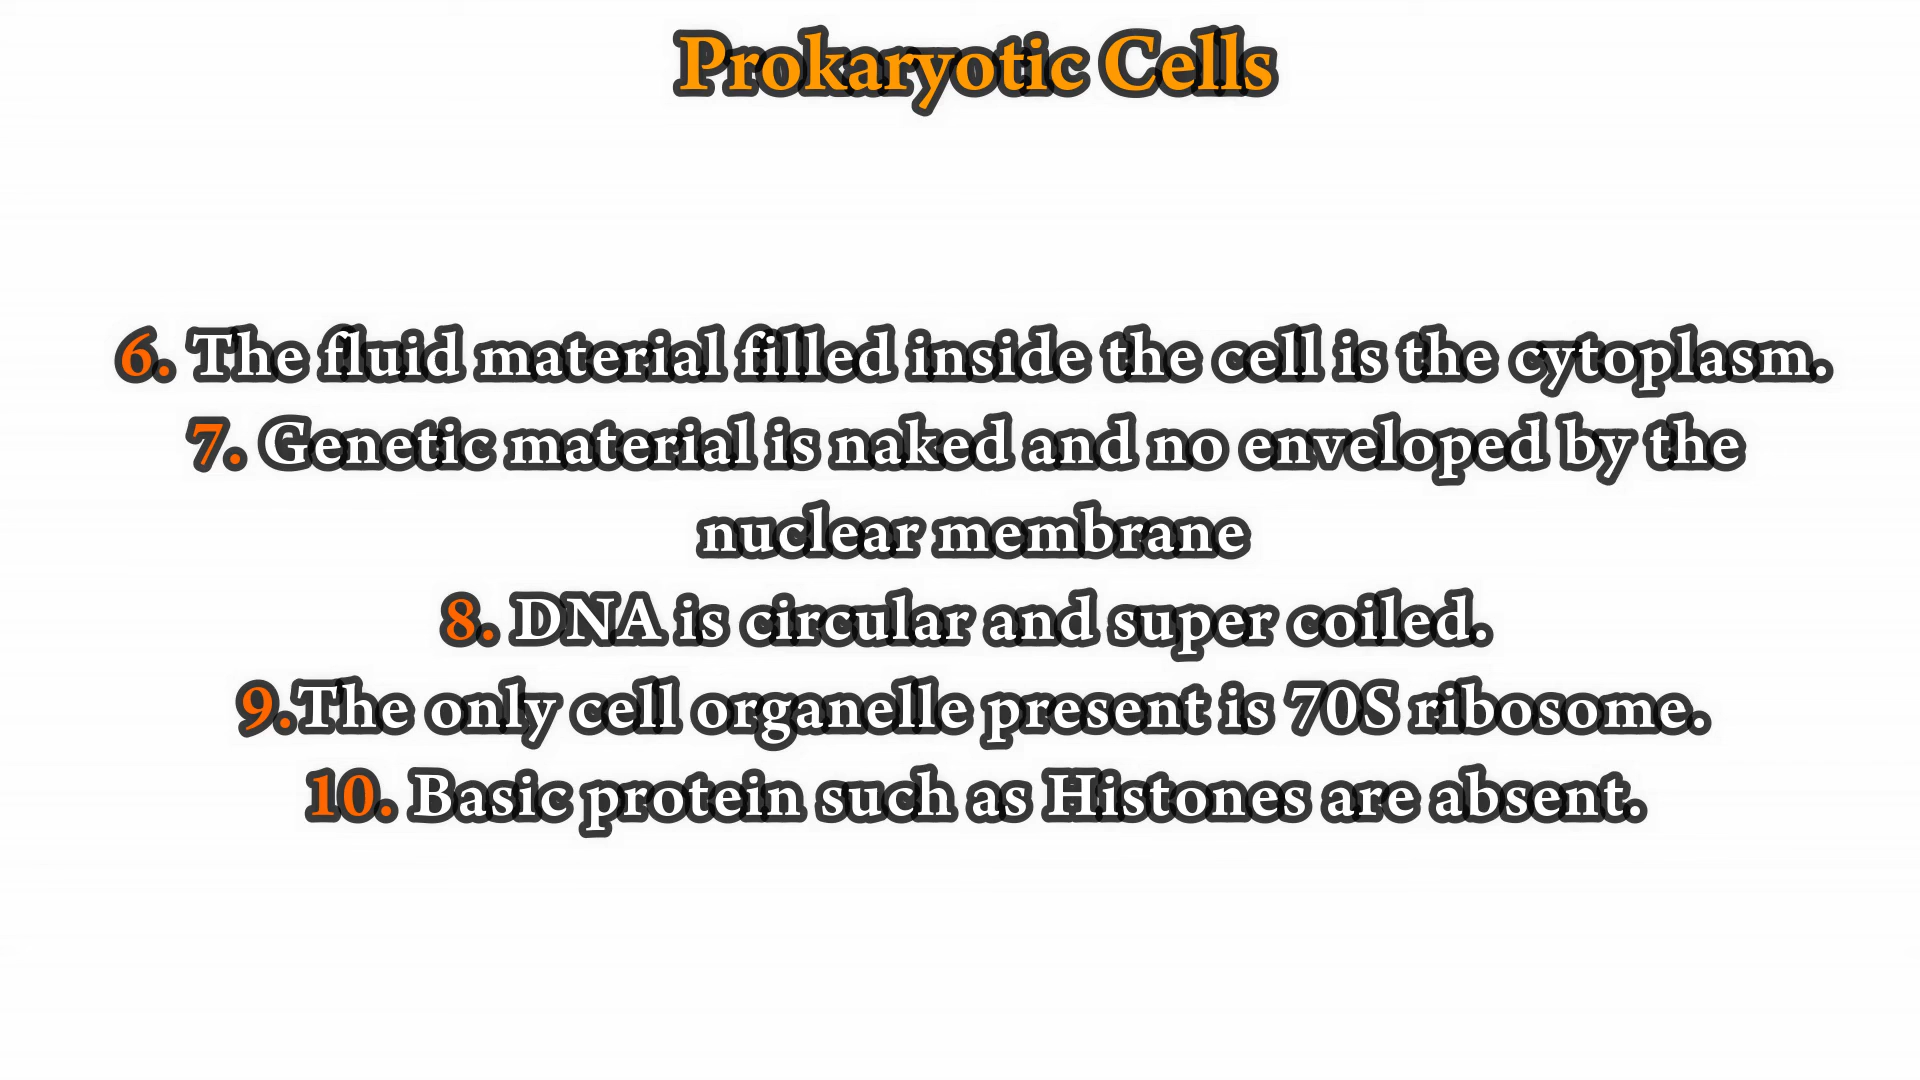 Prokaryotic Cells
6. The fluid material filled inside the cell is the cytoplasm.
7. Genetic material is naked and no enveloped by the
nuclear membrane
8. DNA is circular and super coiled.
9.The only cell organelle present is 70S ribosome.
10. Basic protein such as Histones are absent.